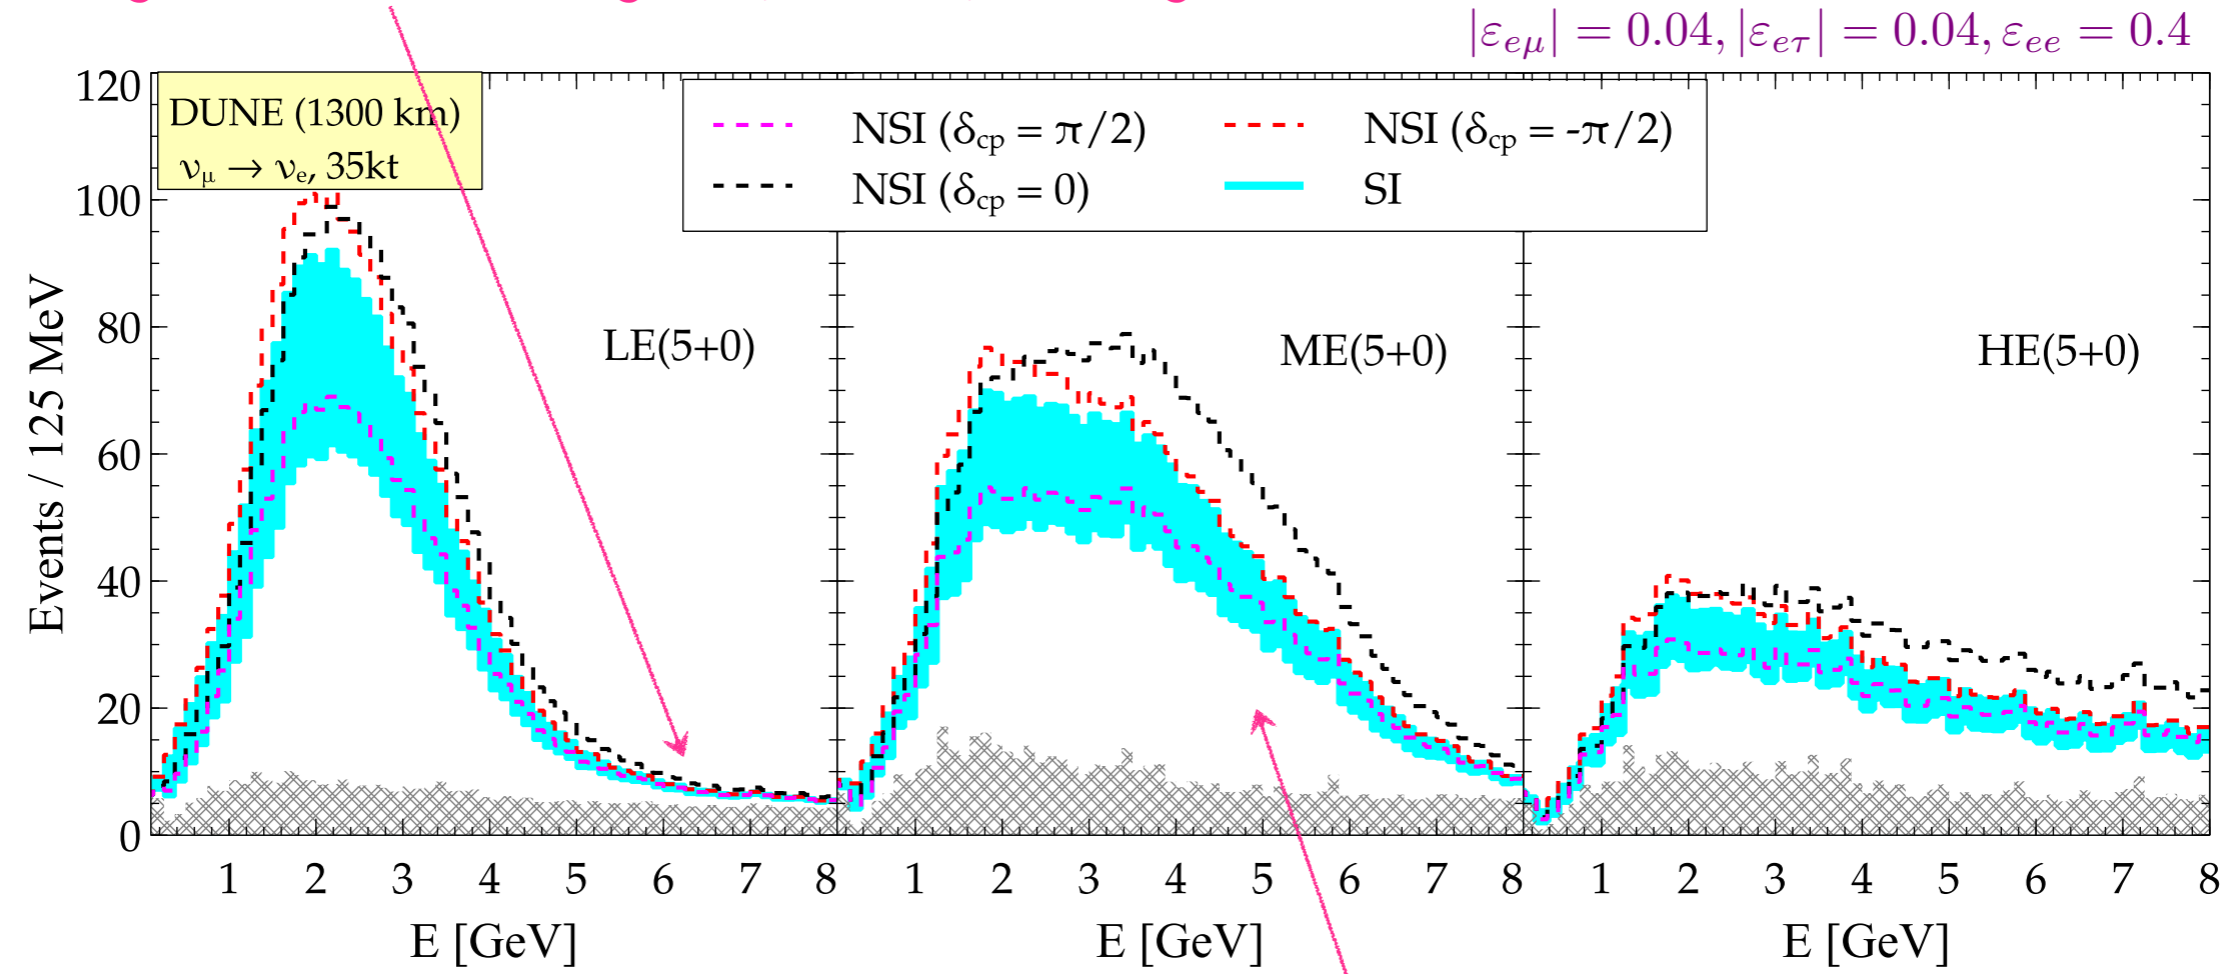 |εeμ| = 0.04, |εeτ| = 0.04, εee = 0.4
DUNE (1300 km)
νμ → νe, 35kt
NSI (δcp = π/2)
NSI (δcp = -π/2)
NSI (δcp = 0)
SI
LE(5+0)
ME(5+0)
HE(5+0)
Events / 125 MeV
120
100
80
60
40
20
0
1 2 3 4 5 6 7 8
1 2 3 4 5 6 7 8
1 2 3 4 5 6 7 8
E [GeV]
E [GeV]
E [GeV]